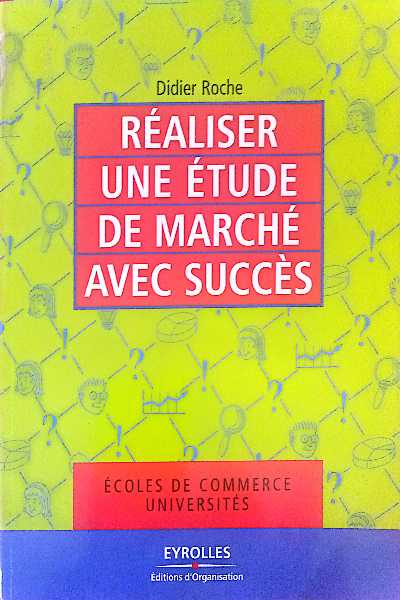 Didier Roche
RÉALISER
UNE ÉTUDE
DE MARCHÉ
AVEC SUCCÈS
ÉCOLES DE COMMERCE
UNIVERSITÉS
EYROLLES
Éditions d'Organisation